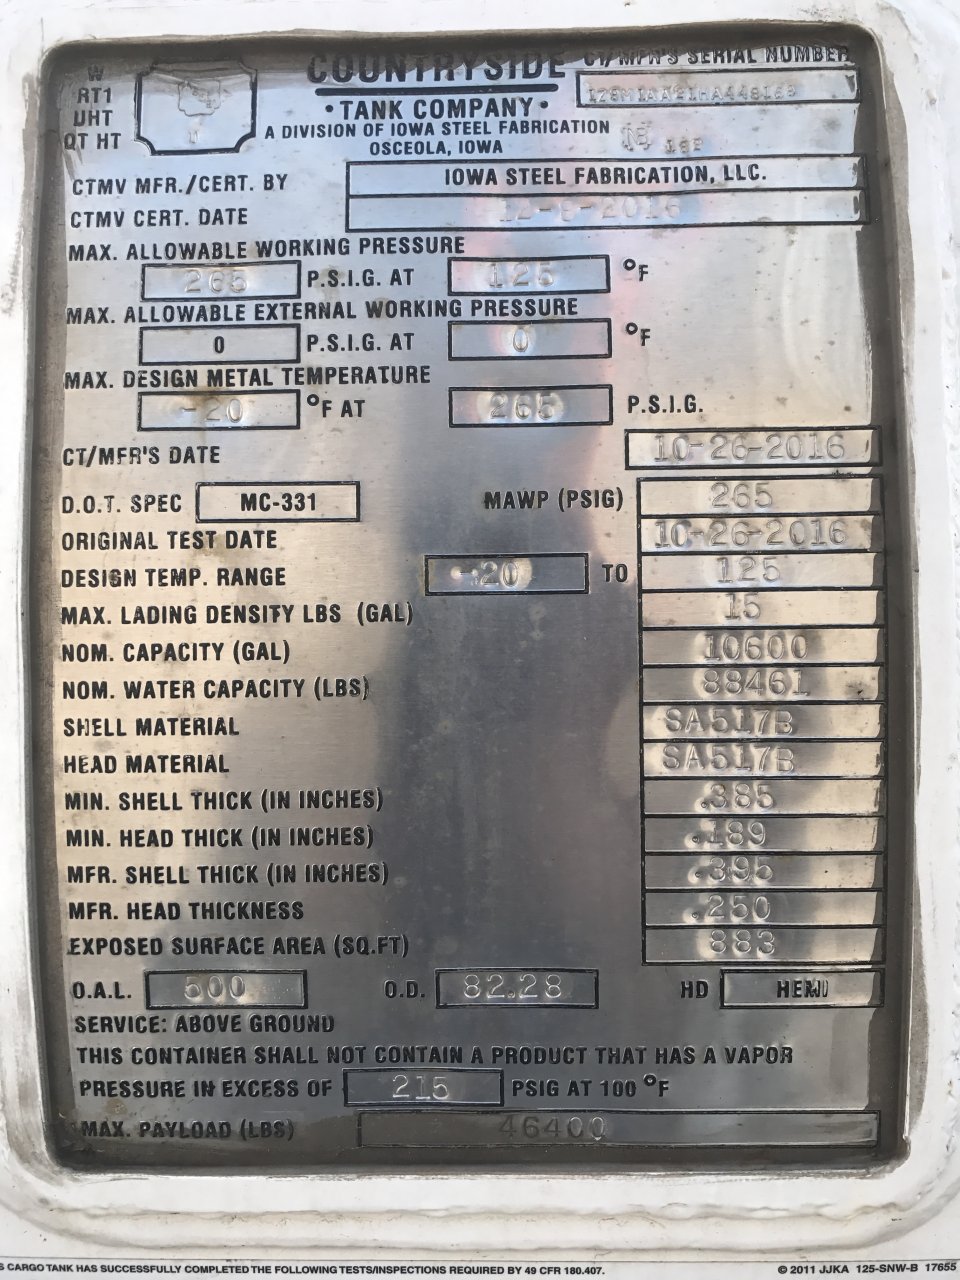 COUNTRYSIDE CT/MFR'S SERIAL NUMBER
W
RT1
UHT
QT HT
• TANK COMPANY •
A DIVISION OF IOWA STEEL FABRICATION
OSCEOLA, IOWA
CTMV MFR./CERT. BY IOWA STEEL FABRICATION, LLC.
CTMV CERT. DATE 12-9-2016
MAX. ALLOWABLE WORKING PRESSURE
265 P.S.I.G. AT 125 °F
MAX. ALLOWABLE EXTERNAL WORKING PRESSURE
0 P.S.I.G. AT 0 °F
MAX. DESIGN METAL TEMPERATURE
-20 °F AT 265 P.S.I.G.
CT/MFR'S DATE 10-26-2016
D.O.T. SPEC MC-331 MAWP (PSIG) 265
ORIGINAL TEST DATE 10-26-2016
DESIGN TEMP. RANGE -20 TO 125
MAX. LADING DENSITY LBS (GAL) 15
NOM. CAPACITY (GAL) 10600
NOM. WATER CAPACITY (LBS) 88461
SHELL MATERIAL SA517B
HEAD MATERIAL SA517B
MIN. SHELL THICK (IN INCHES) .385
MIN. HEAD THICK (IN INCHES) .189
MFR. SHELL THICK (IN INCHES) .395
MFR. HEAD THICKNESS .250
EXPOSED SURFACE AREA (SQ.FT) 883
O.A.L. 500 O.D. 82.28 HD HEMI
SERVICE: ABOVE GROUND
THIS CONTAINER SHALL NOT CONTAIN A PRODUCT THAT HAS A VAPOR
PRESSURE IN EXCESS OF 215 PSIG AT 100 °F
MAX. PAYLOAD (LBS) 46400
CARGO TANK HAS SUCCESSFULLY COMPLETED THE FOLLOWING TESTS/INSPECTIONS REQUIRED BY 49 CFR 180.407. © 2011 JJKA 125-SNW-B 17655